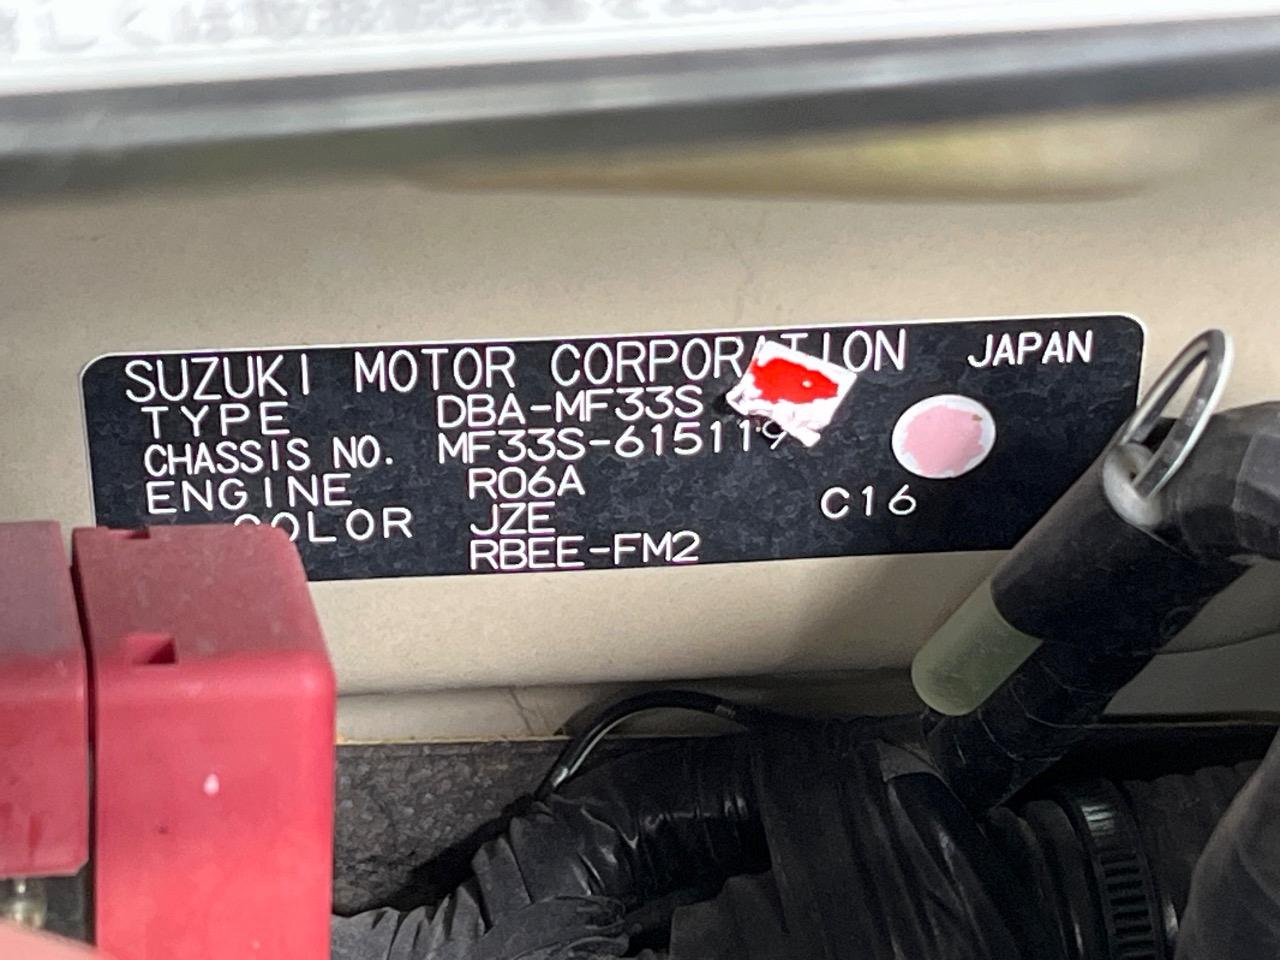 SUZUKI MOTOR CORPORATION JAPAN
TYPE DBA-MF33S
CHASSIS NO. MF33S-615119
ENGINE R06A
COLOR JZE C16
RBEE-FM2